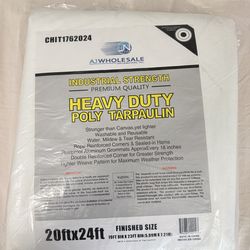 CHIT1762024
AJ WHOLESALE
INDUSTRIAL STRENGTH
PREMIUM QUALITY
HEAVY DUTY
POLY TARPAULIN
Stronger than Canvas, yet lighter
Washable and Reusable
Water, Mildew & Tear Resistant
Rope Reinforced Corners & Sealed-in Hems
Aluminum Grommets Approximately every 18 inches
Double Reinforced Corner for Greater Strength
Tighter Weave Pattern for Maximum Weather Protection
FINISHED SIZE
20ftx24ft